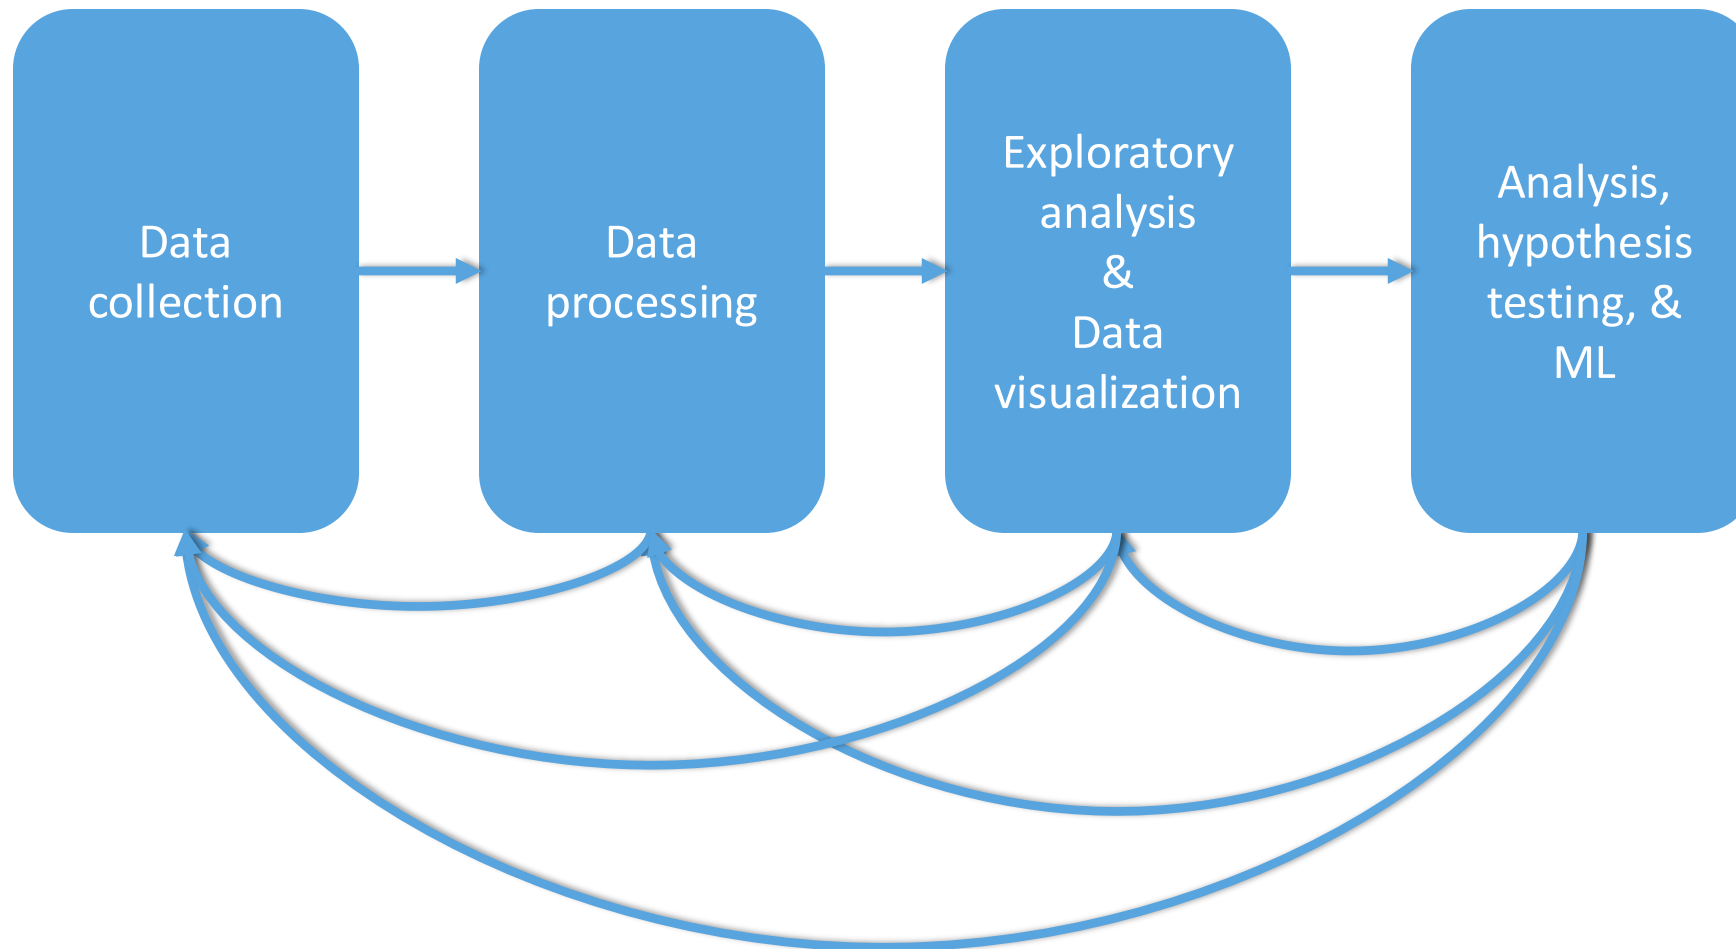 Data
collection
Data
processing
Exploratory
analysis
&
Data
visualization
Analysis,
hypothesis
testing, &
ML